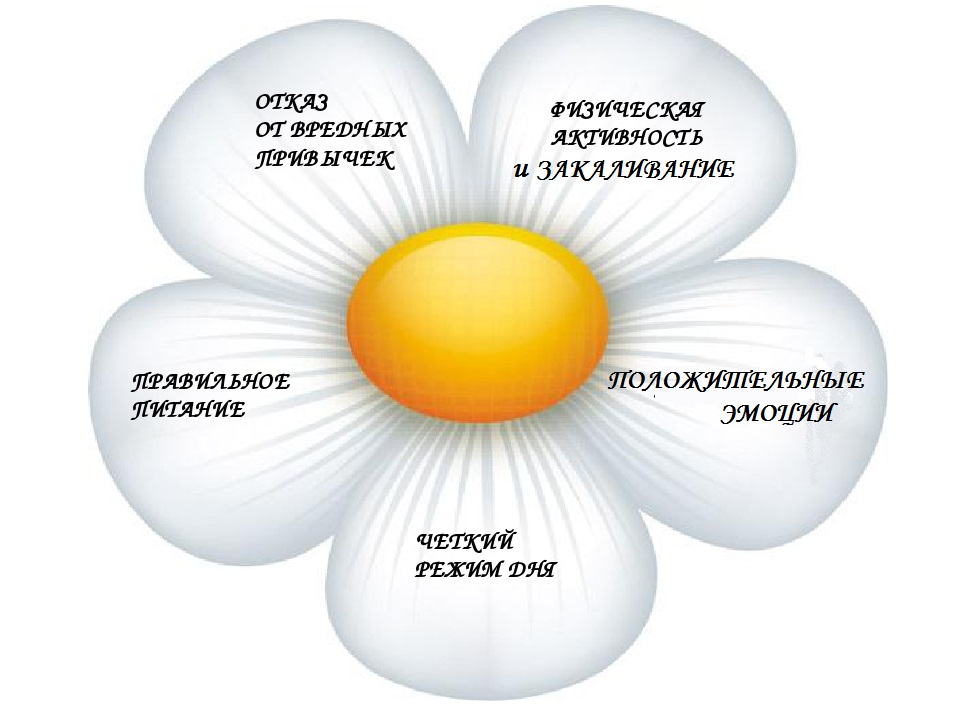 ОТКАЗ
ОТ ВРЕДНЫХ
ПРИВЫЧЕК
ФИЗИЧЕСКАЯ
АКТИВНОСТЬ
и ЗАКАЛИВАНИЕ
ПРАВИЛЬНОЕ
ПИТАНИЕ
ПОЛОЖИТЕЛЬНЫЕ
ЭМОЦИИ
ЧЕТКИЙ
РЕЖИМ ДНЯ